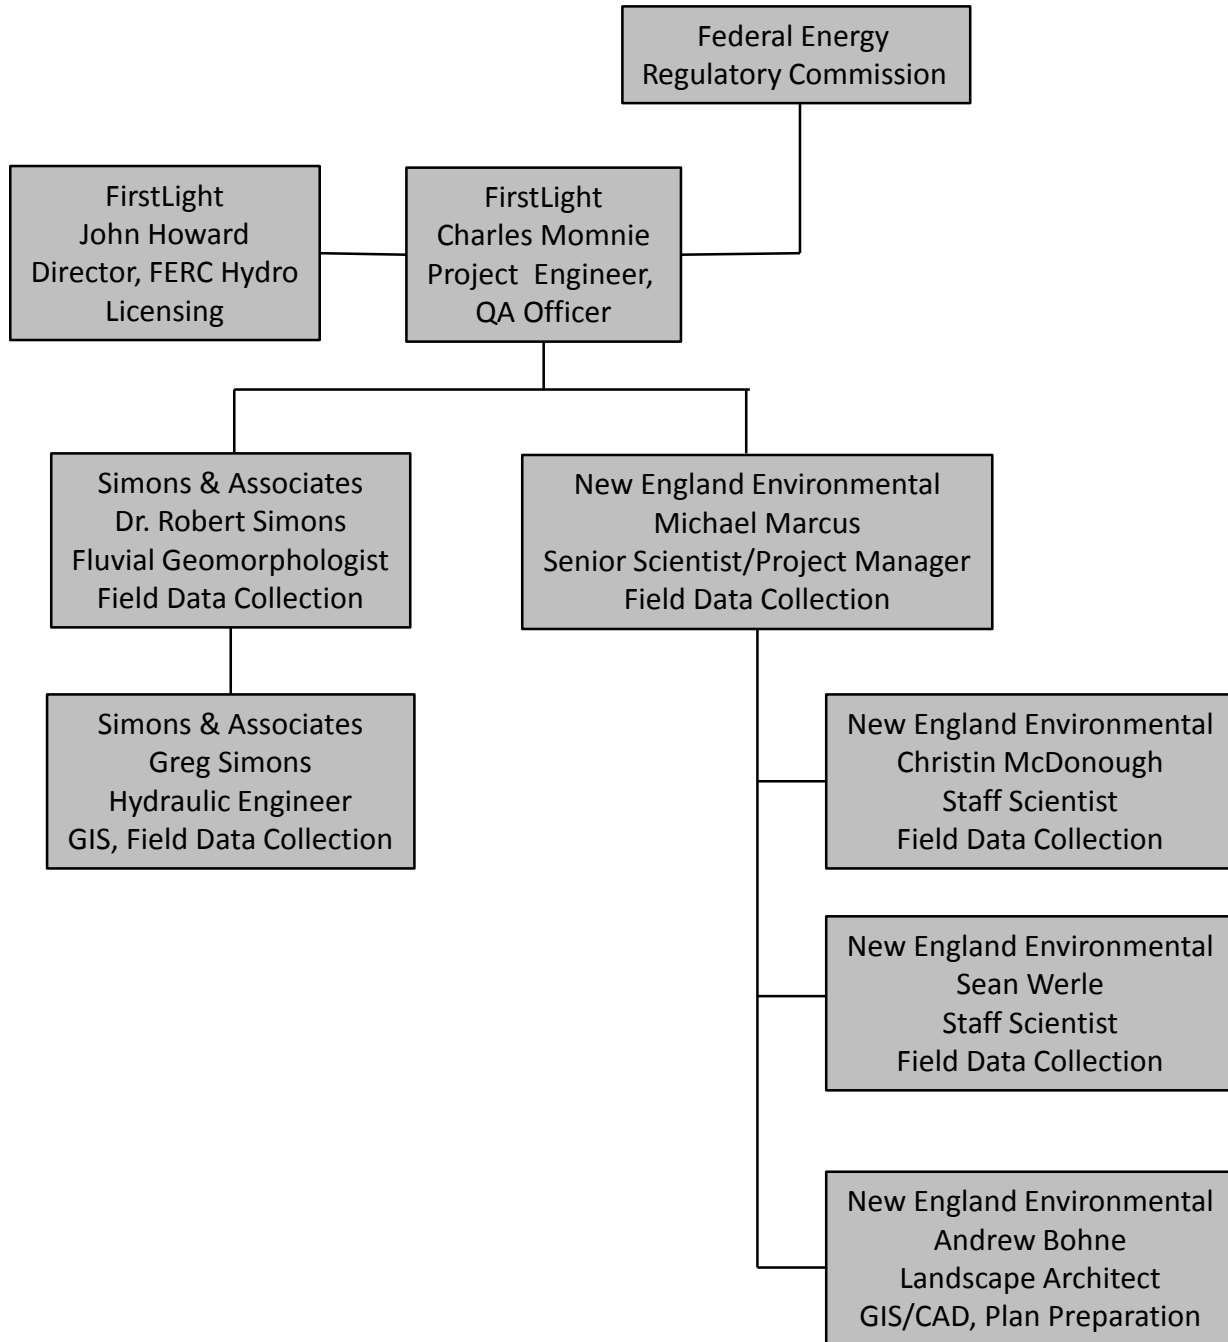 Federal Energy
Regulatory Commission
FirstLight
John Howard
Director, FERC Hydro
Licensing
FirstLight
Charles Momnie
Project Engineer,
QA Officer
Simons & Associates
Dr. Robert Simons
Fluvial Geomorphologist
Field Data Collection
New England Environmental
Michael Marcus
Senior Scientist/Project Manager
Field Data Collection
Simons & Associates
Greg Simons
Hydraulic Engineer
GIS, Field Data Collection
New England Environmental
Christin McDonough
Staff Scientist
Field Data Collection
New England Environmental
Sean Werle
Staff Scientist
Field Data Collection
New England Environmental
Andrew Bohne
Landscape Architect
GIS/CAD, Plan Preparation